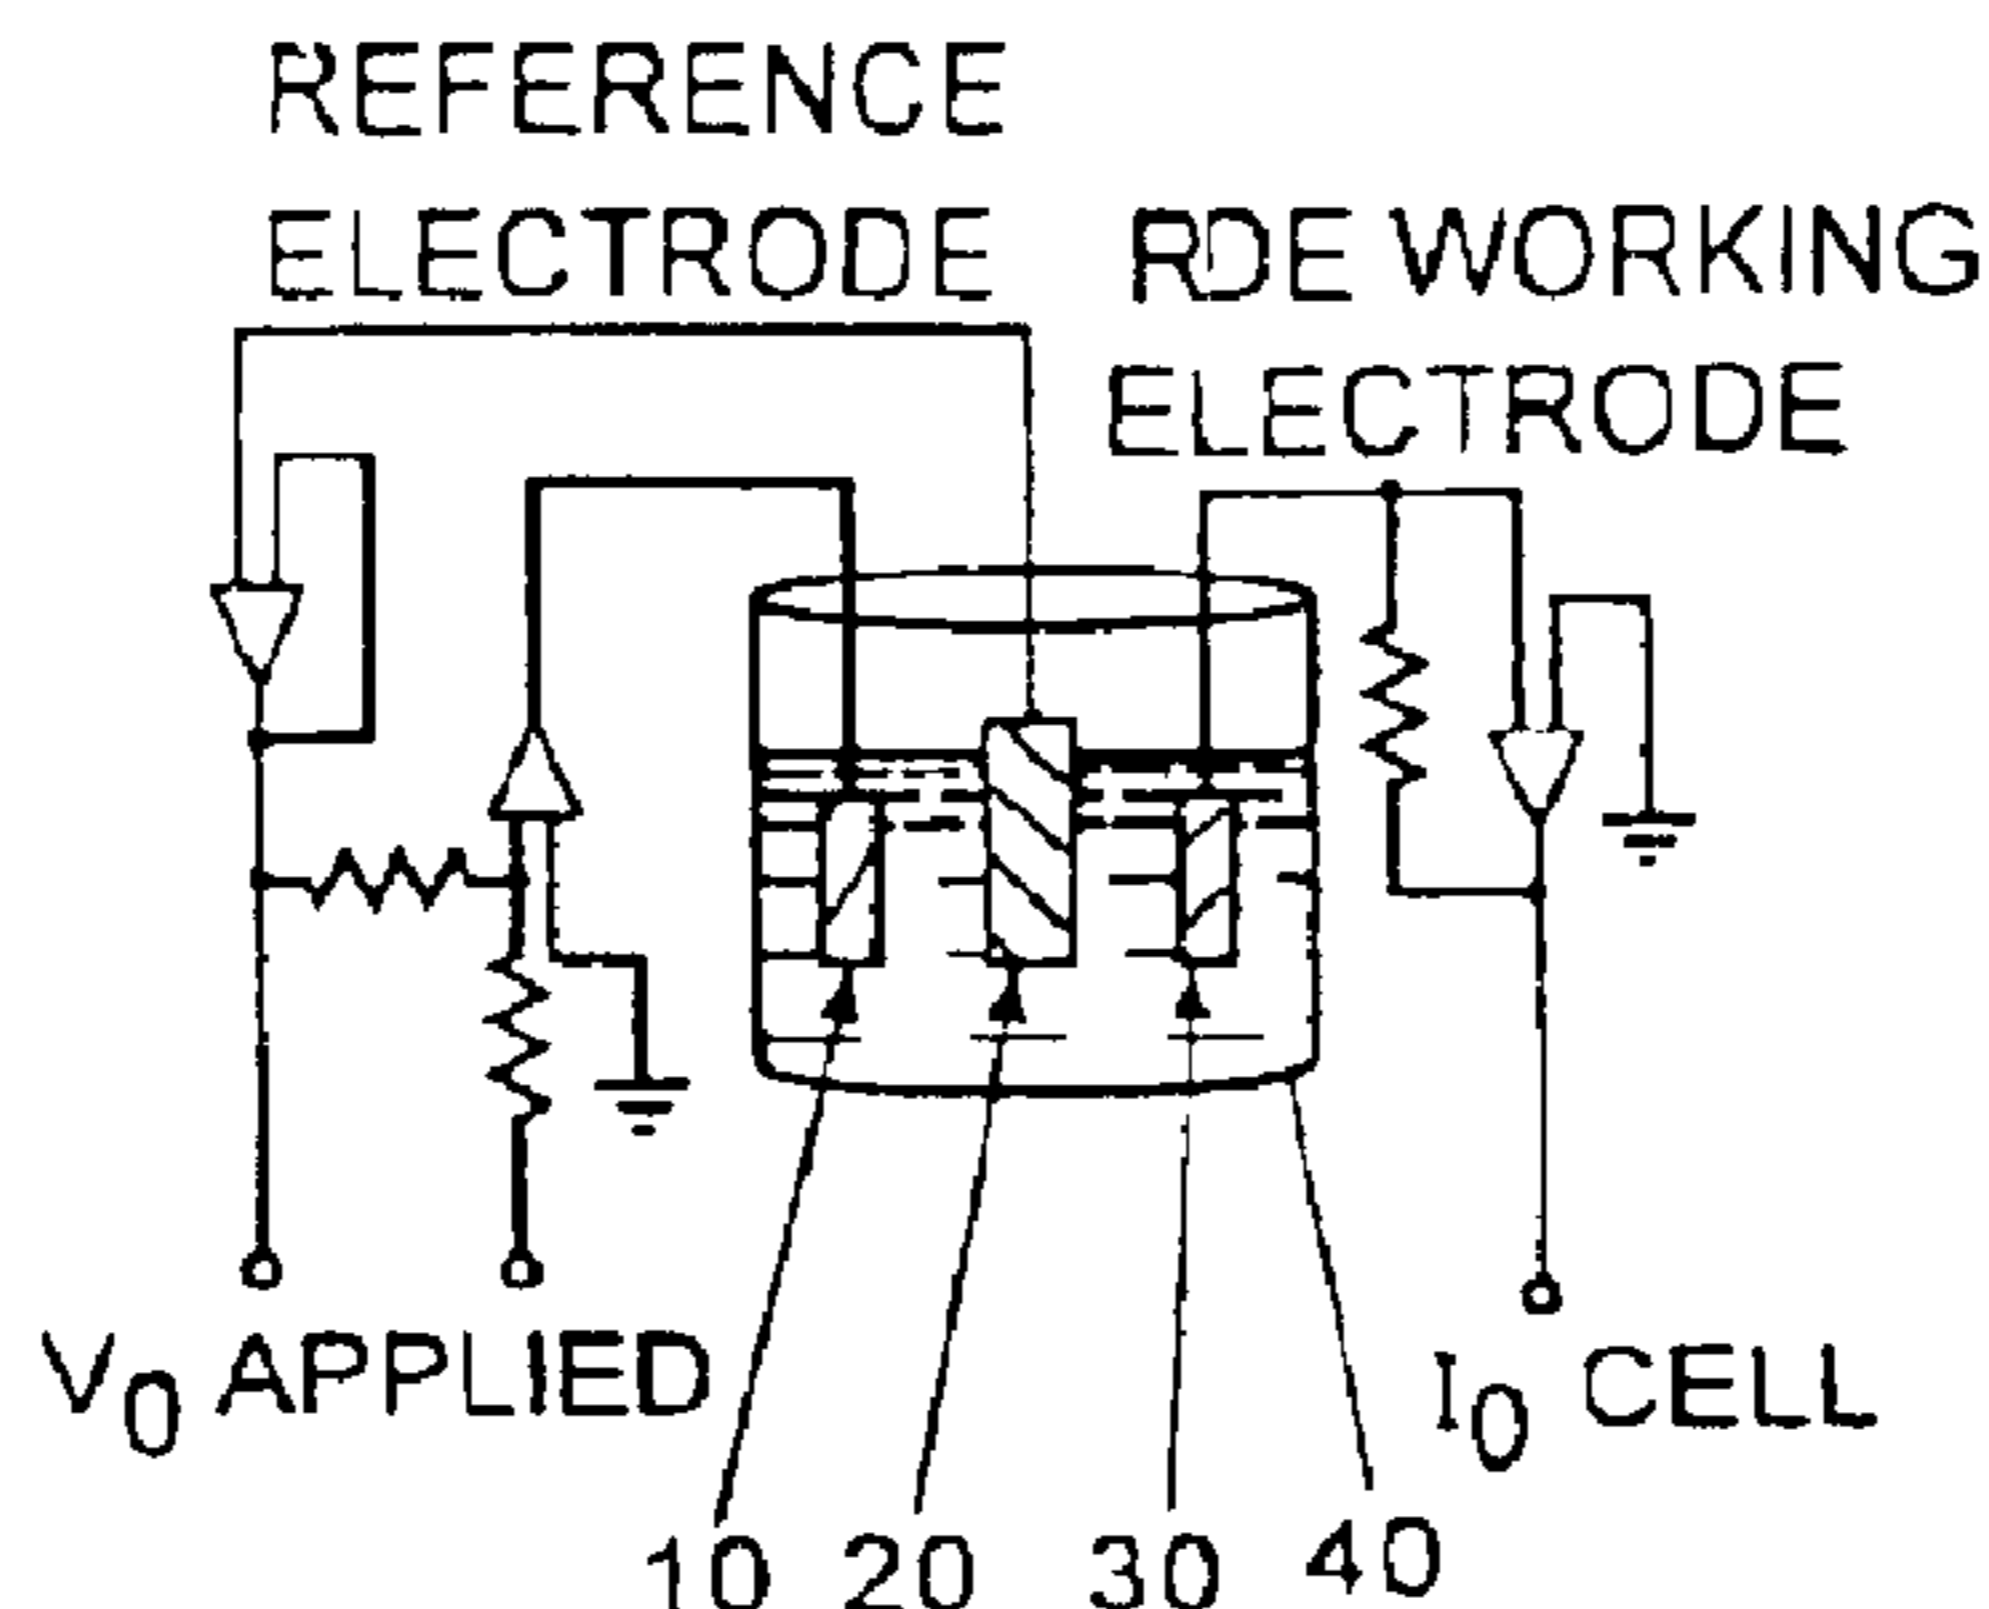 REFERENCE
ELECTRODE
RDE WORKING
ELECTRODE
V0 APPLIED
I0 CELL
10 20 30 40